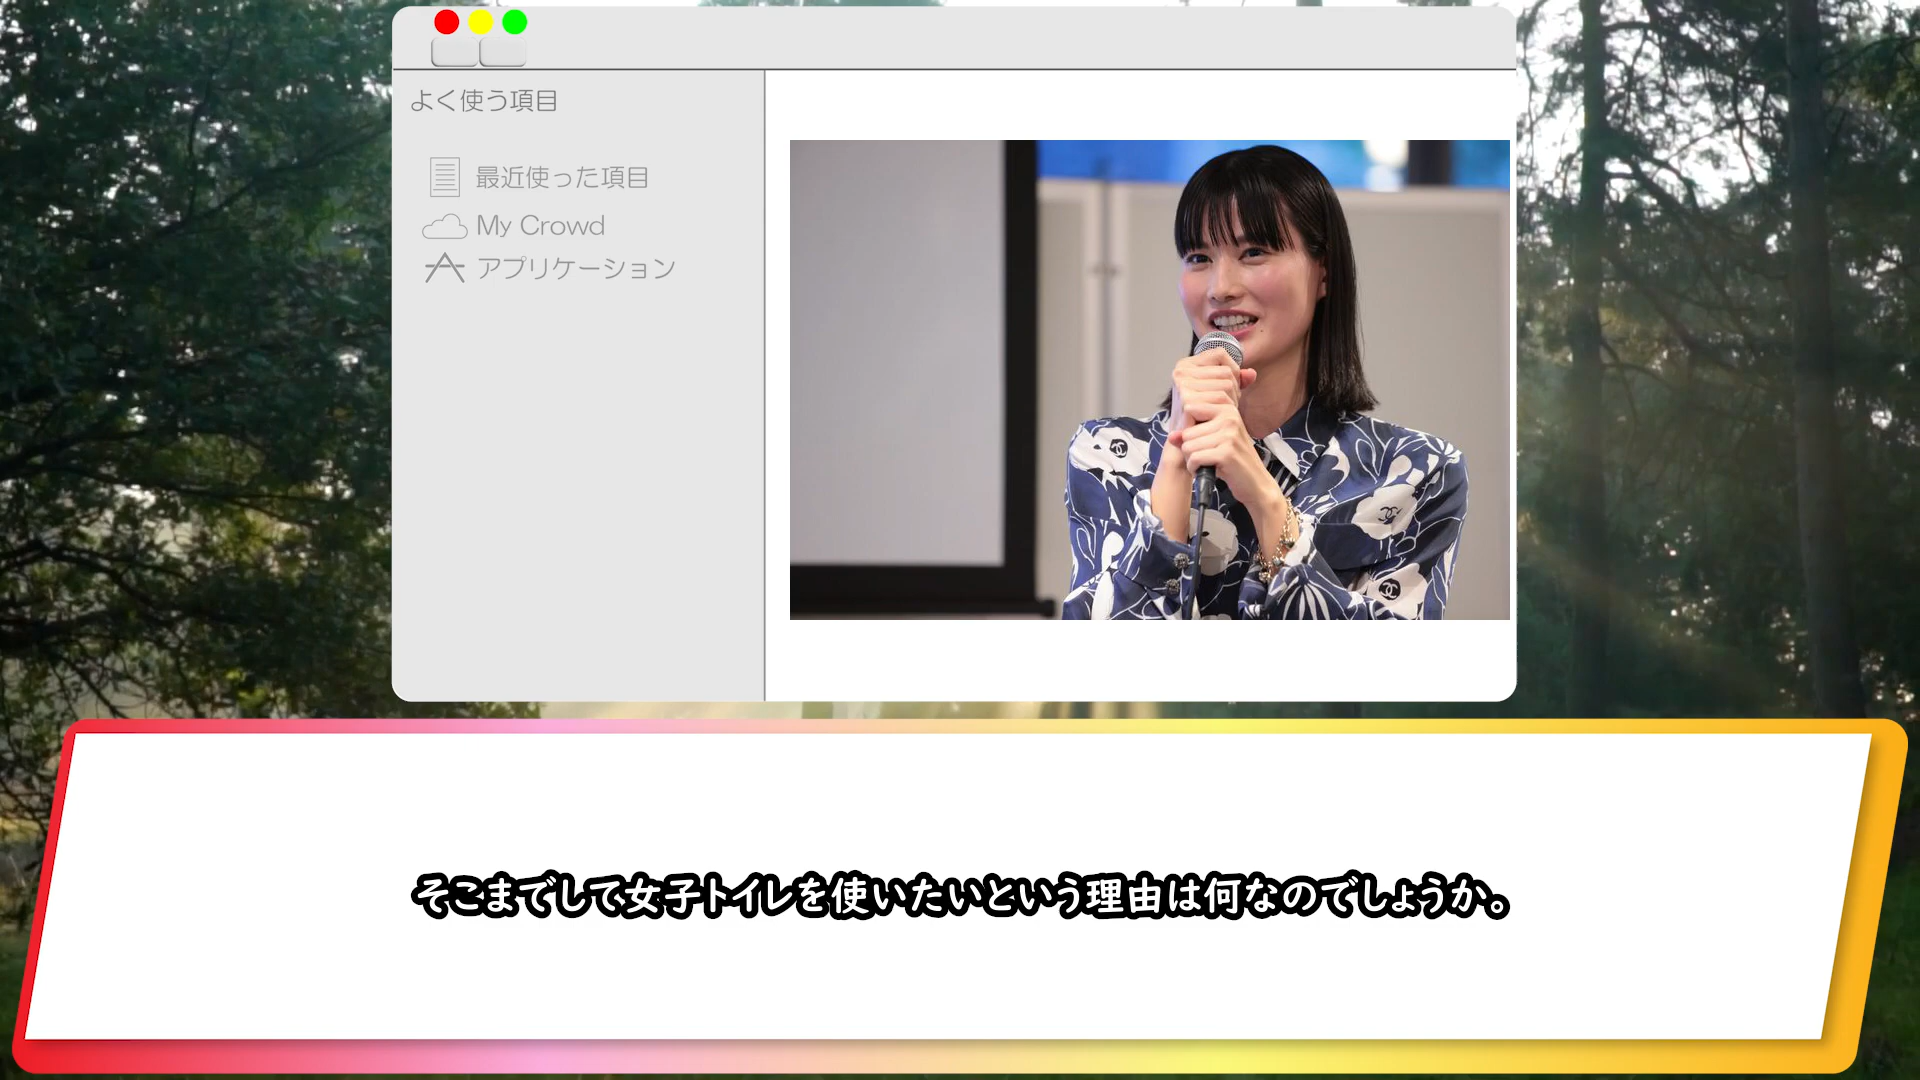 よく使う項目
最近使った項目
My Crowd
アプリケーション
そこまでして女子トイレを使いたいという理由は何なのでしょうか。